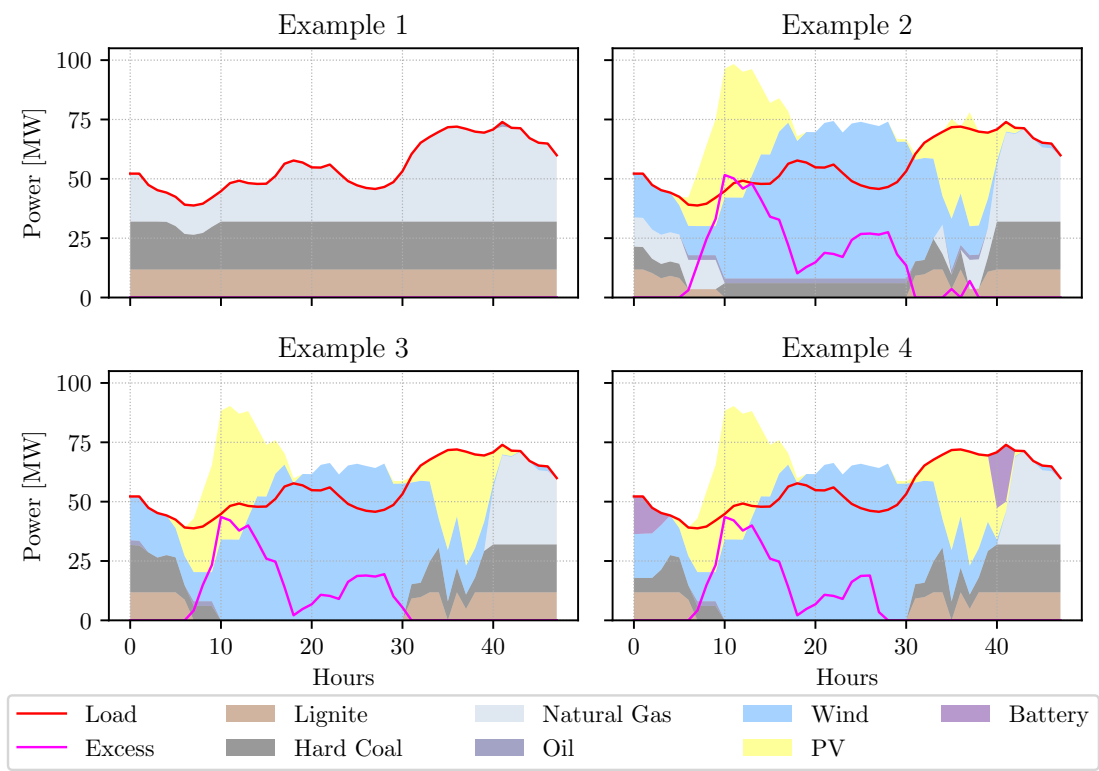 Example 1
Example 2
100
75
50
25
0
Power [MW]
Example 3
Example 4
100
75
50
25
0
Power [MW]
0 10 20 30 40
0 10 20 30 40
Hours
Hours
Load Lignite Natural Gas Wind Battery
Excess Hard Coal Oil PV